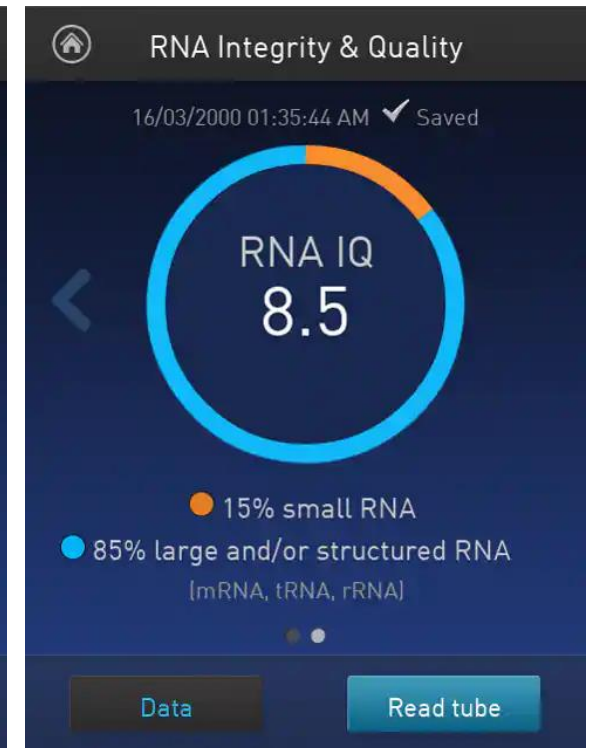 RNA Integrity & Quality
16/03/2000 01:35:44 AM Saved
RNA IQ
8.5
15% small RNA
85% large and/or structured RNA
(mRNA, tRNA, rRNA)
Data
Read tube